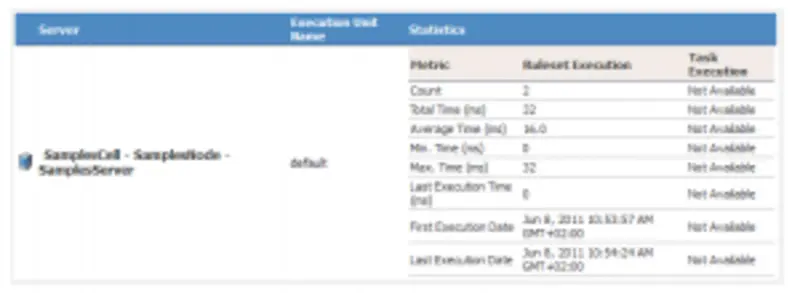 Server Execution Unit Name Statistics
Metric Ruleset Execution Task Execution
Count 2 Not Available
Total Time (ms) 32 Not Available
Average Time (ms) 16.0 Not Available
Min. Time (ms) 0 Not Available
Max. Time (ms) 32 Not Available
SamplesCell - SamplesNode -
SamplesServer
default
Last Execution Time (ms) 0 Not Available
First Execution Date Jun 8, 2011 10:53:57 AM GMT+02:00 Not Available
Last Execution Date Jun 8, 2011 10:54:24 AM GMT+02:00 Not Available